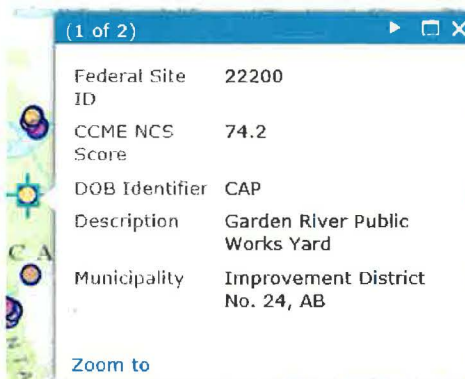 (1 of 2)
Federal Site ID 22200
CCME NCS Score 74.2
DOB Identifier CAP
Description Garden River Public Works Yard
Municipality Improvement District No. 24, AB
Zoom to
C A
N T A